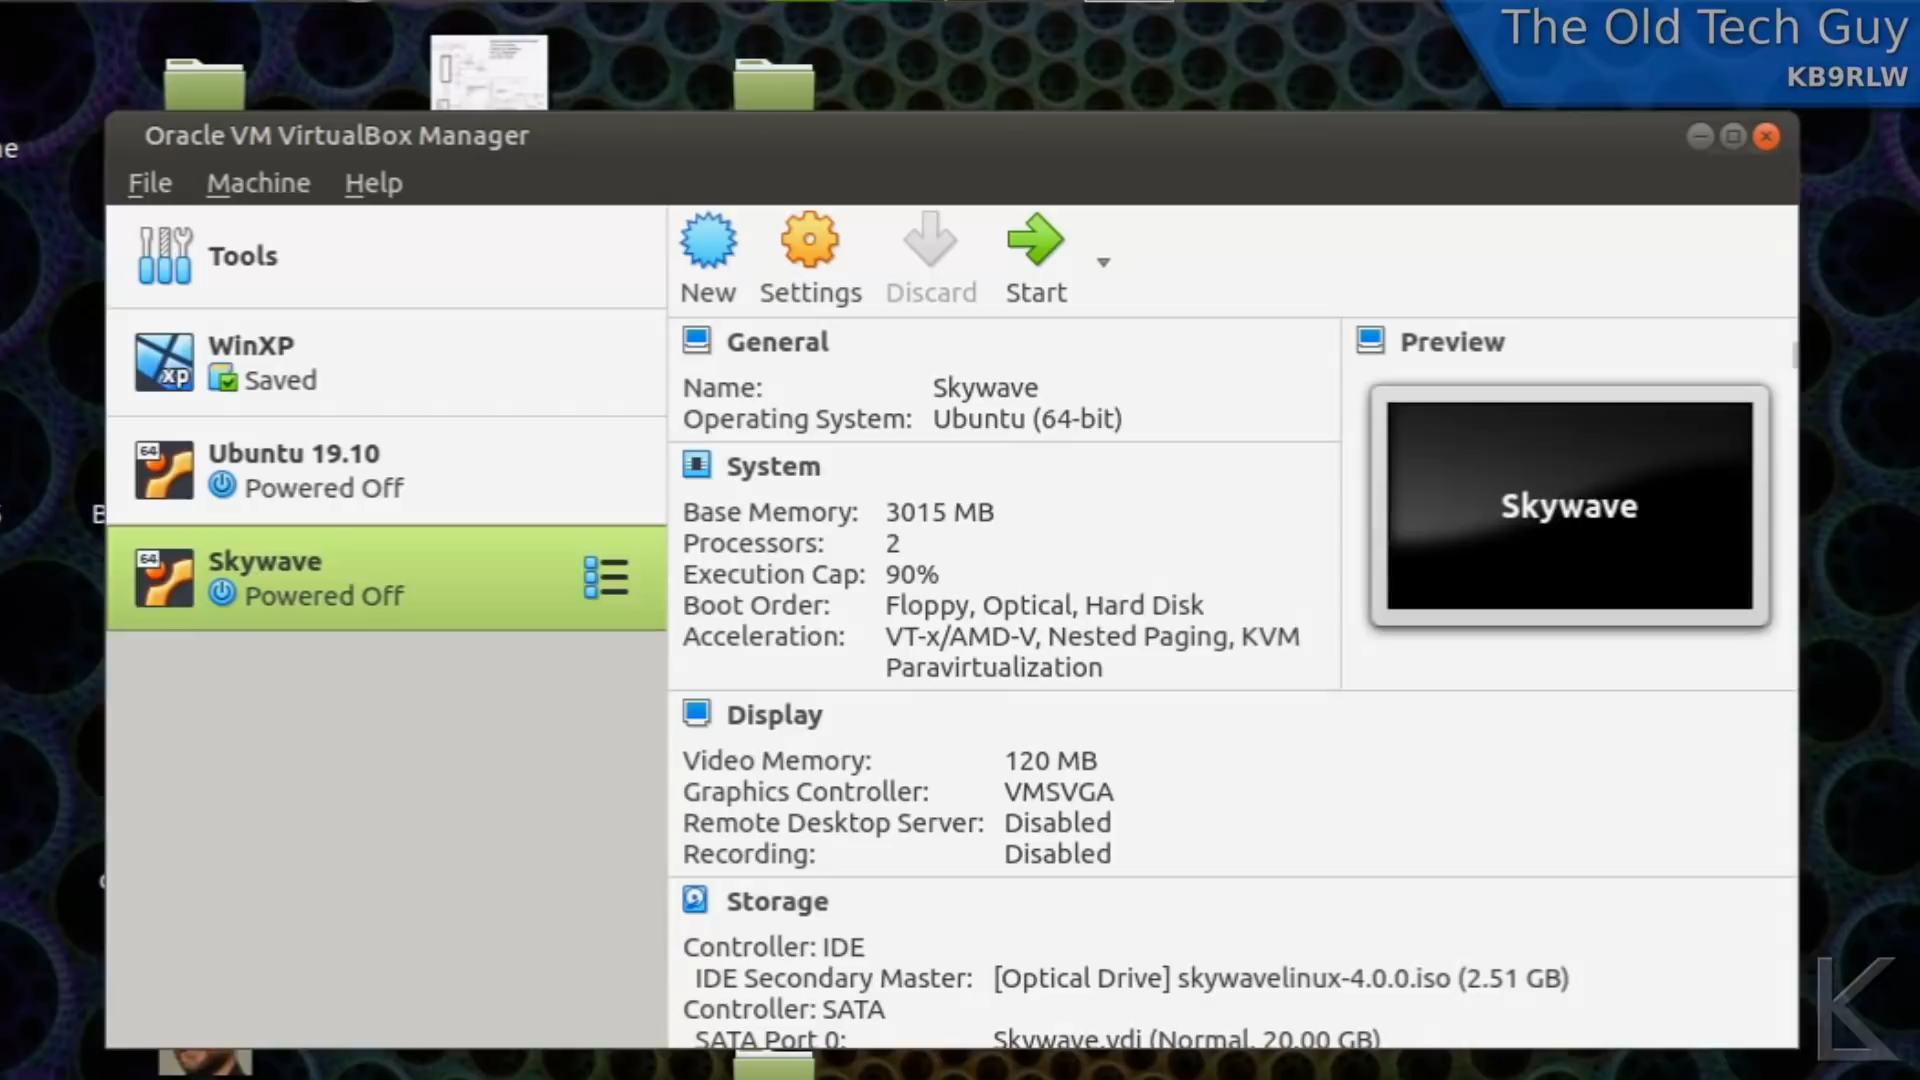 The Old Tech Guy
KB9RLW
Oracle VM VirtualBox Manager
File Machine Help
Tools
WinXP
Saved
64
Ubuntu 19.10
Powered Off
64
Skywave
Powered Off
New Settings Discard Start
General
Name: Skywave
Operating System: Ubuntu (64-bit)
System
Base Memory: 3015 MB
Processors: 2
Execution Cap: 90%
Boot Order: Floppy, Optical, Hard Disk
Acceleration: VT-x/AMD-V, Nested Paging, KVM
Paravirtualization
Preview
Skywave
Display
Video Memory: 120 MB
Graphics Controller: VMSVGA
Remote Desktop Server: Disabled
Recording: Disabled
Storage
Controller: IDE
IDE Secondary Master: [Optical Drive] skywavelinux-4.0.0.iso (2.51 GB)
Controller: SATA
SATA Port 0: Skywave.vdi (Normal, 20.00 GB)
xp
K